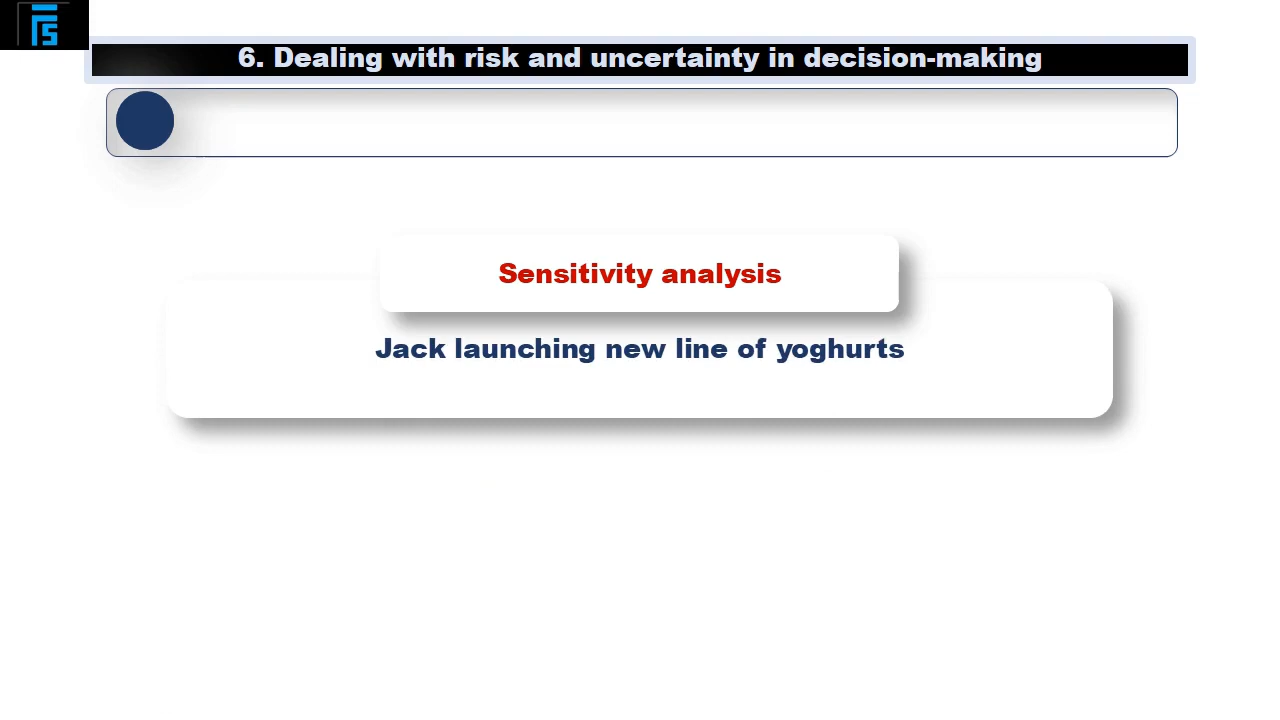 6. Dealing with risk and uncertainty in decision-making
Sensitivity analysis
Jack launching new line of yoghurts